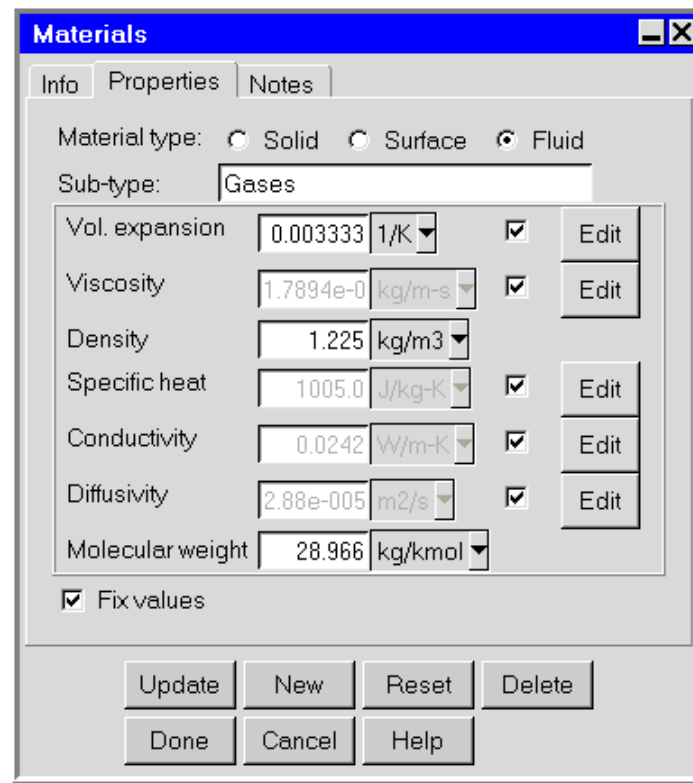 Materials
Info Properties Notes
Material type: Solid Surface Fluid
Sub-type: Gases
Vol. expansion 0.003333 1/K Edit
Viscosity 1.7894e-0 kg/m-s Edit
Density 1.225 kg/m3
Specific heat 1005.0 J/kg-K Edit
Conductivity 0.0242 W/m-K Edit
Diffusivity 2.88e-005 m2/s Edit
Molecular weight 28.966 kg/kmol
Fix values
Update New Reset Delete
Done Cancel Help